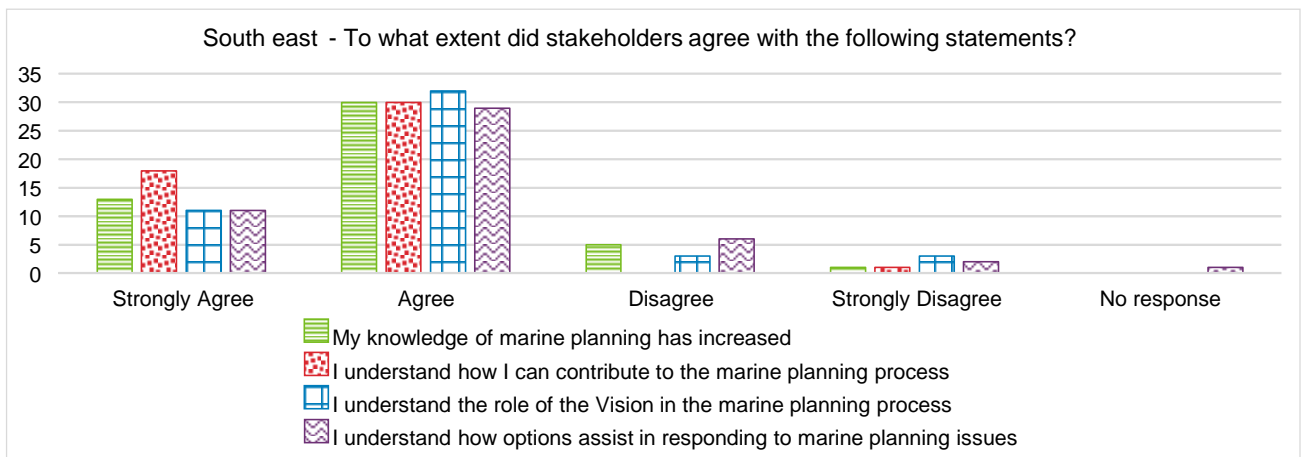 South east - To what extent did stakeholders agree with the following statements?
35
30
25
20
15
10
5
0
Strongly Agree Agree Disagree Strongly Disagree No response
My knowledge of marine planning has increased
I understand how I can contribute to the marine planning process
I understand the role of the Vision in the marine planning process
I understand how options assist in responding to marine planning issues